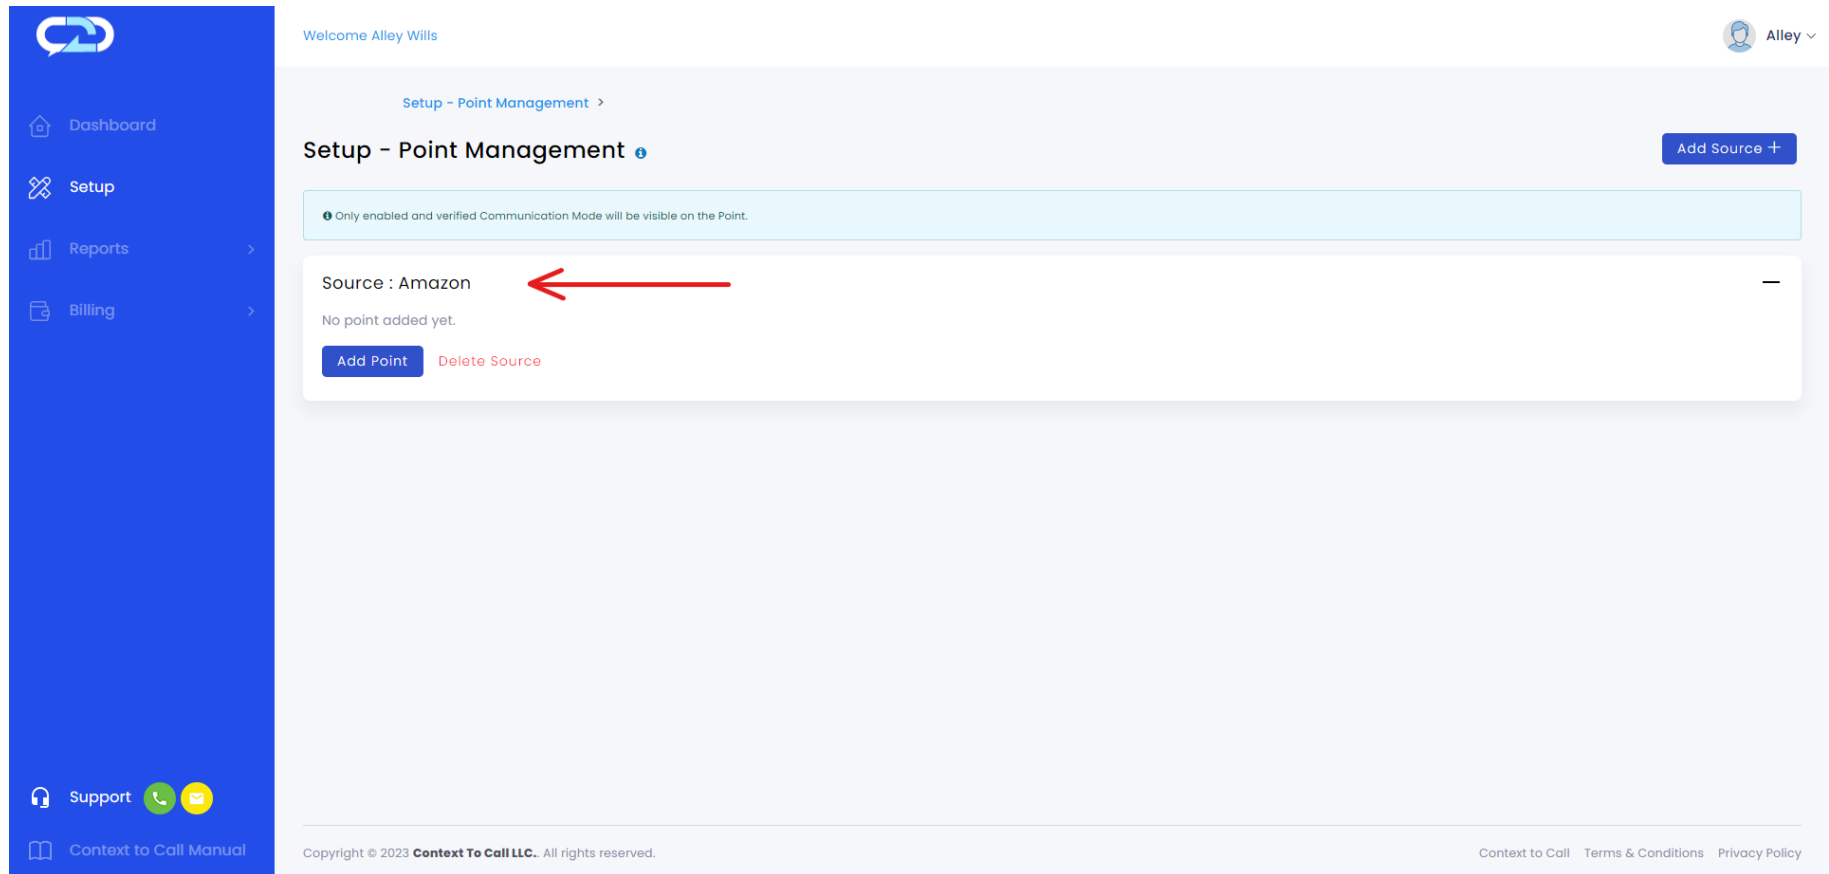 Welcome Alley Wills
Alley
Dashboard
Setup
Reports
Billing
Setup - Point Management >
Setup - Point Management
Add Source +
Only enabled and verified Communication Mode will be visible on the Point.
Source : Amazon
No point added yet.
Add Point
Delete Source
Support
Context to Call Manual
Copyright © 2023 Context To Call LLC.. All rights reserved.
Context to Call
Terms & Conditions
Privacy Policy